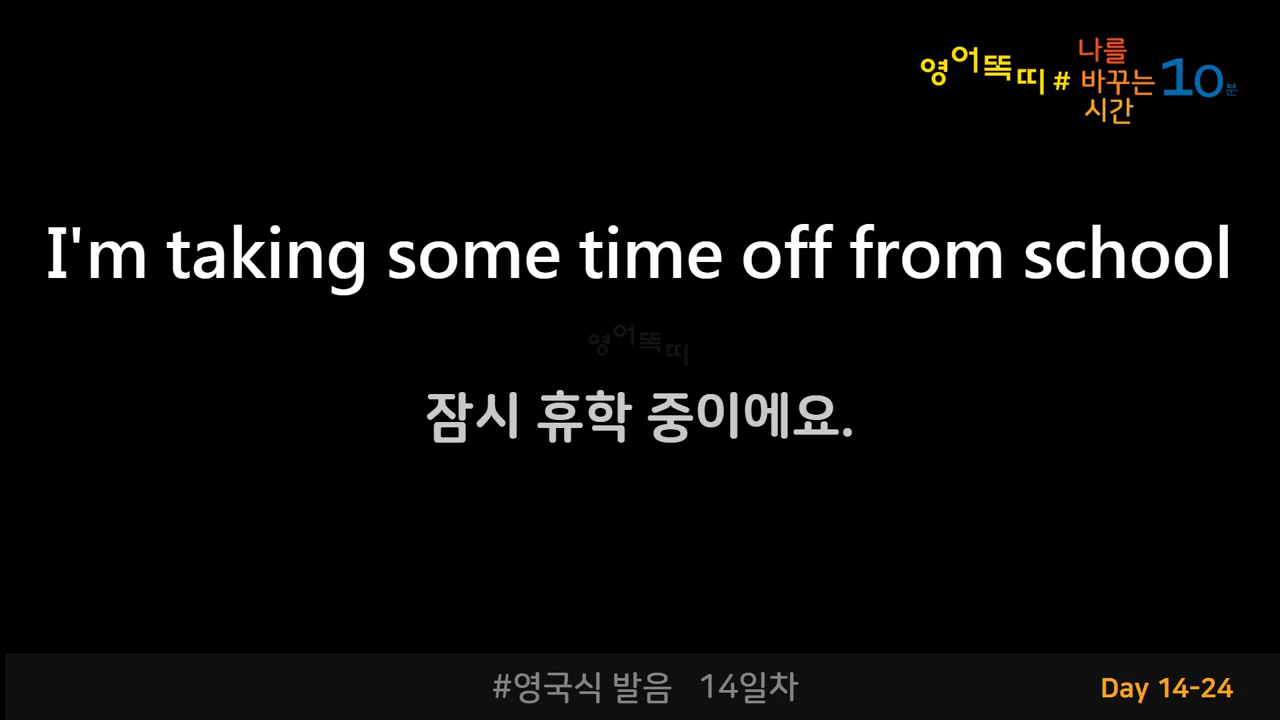 나를
영어똑띠 # 바꾸는 10분
시간
I'm taking some time off from school
영어똑띠
잠시 휴학 중이에요.
#영국식 발음 14일차
Day 14-24